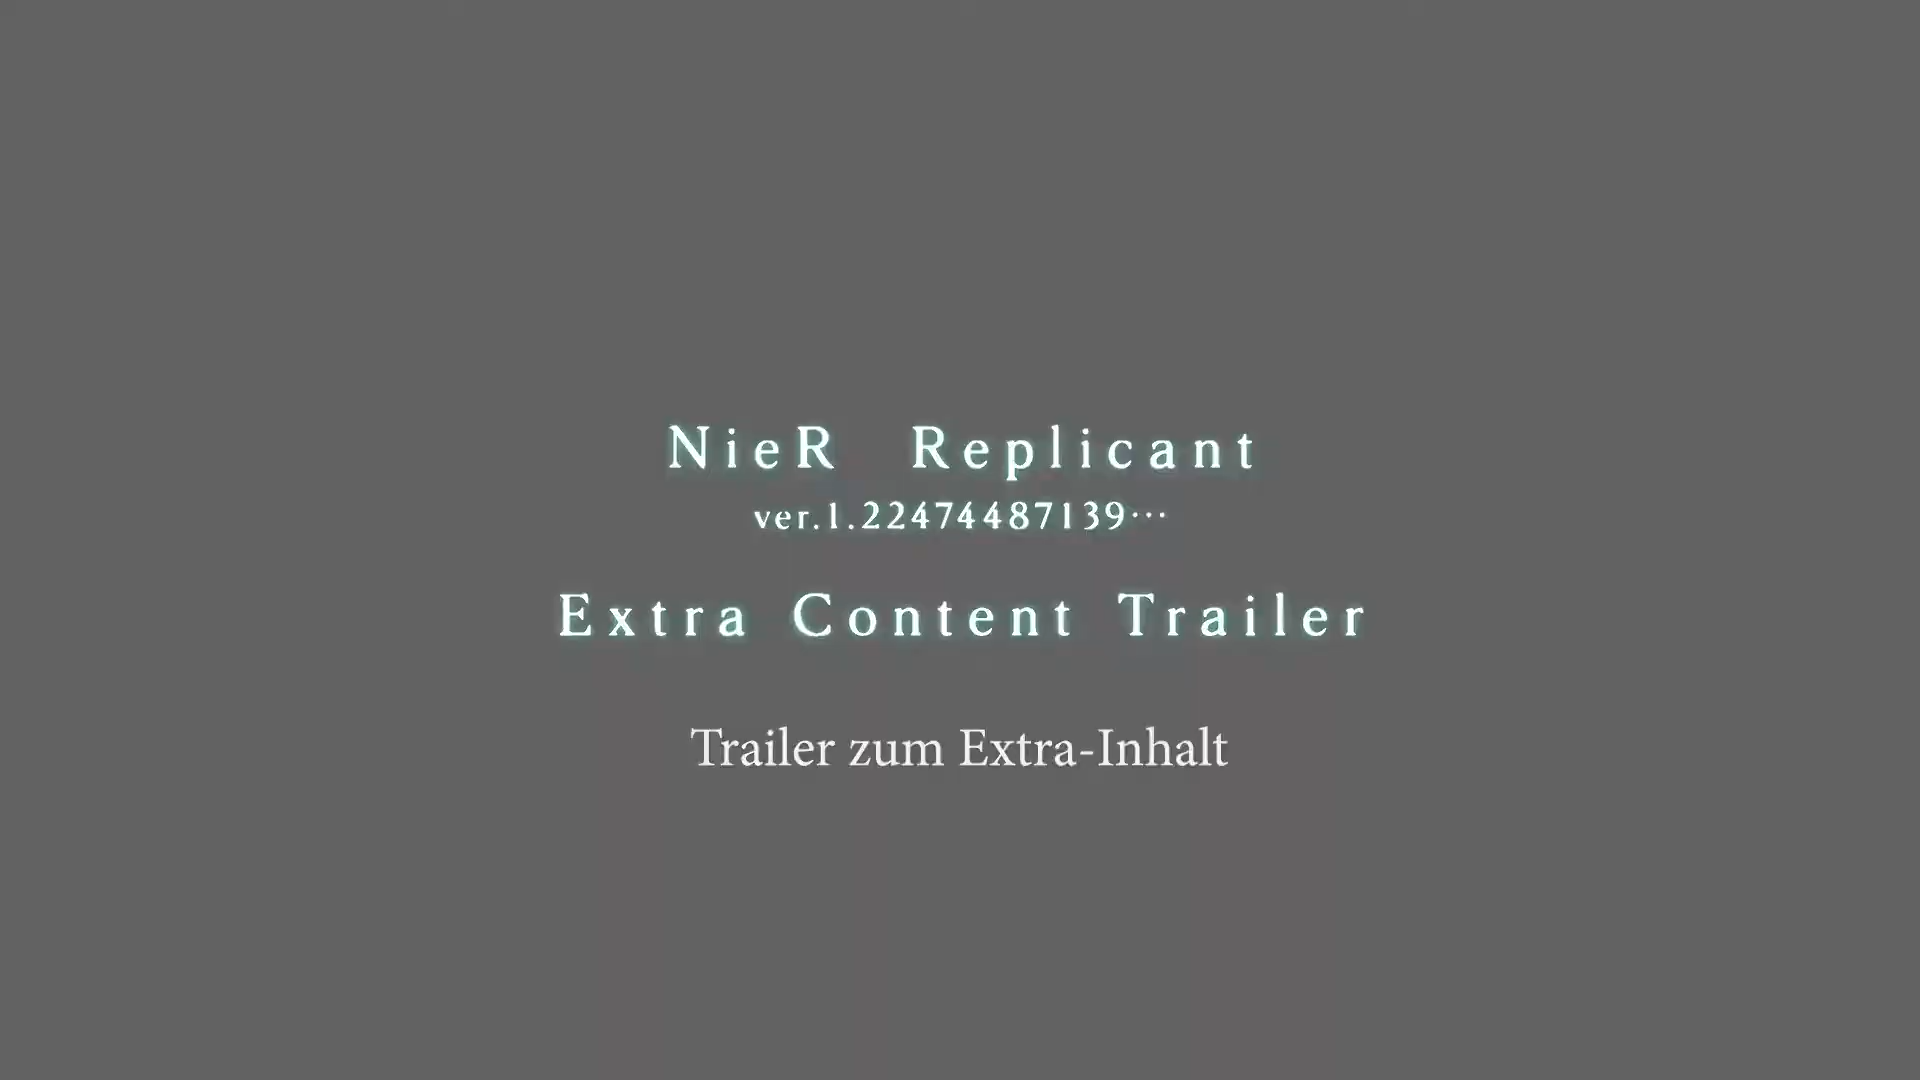 NieR Replicant
ver.1.22474487139…
Extra Content Trailer
Trailer zum Extra-Inhalt